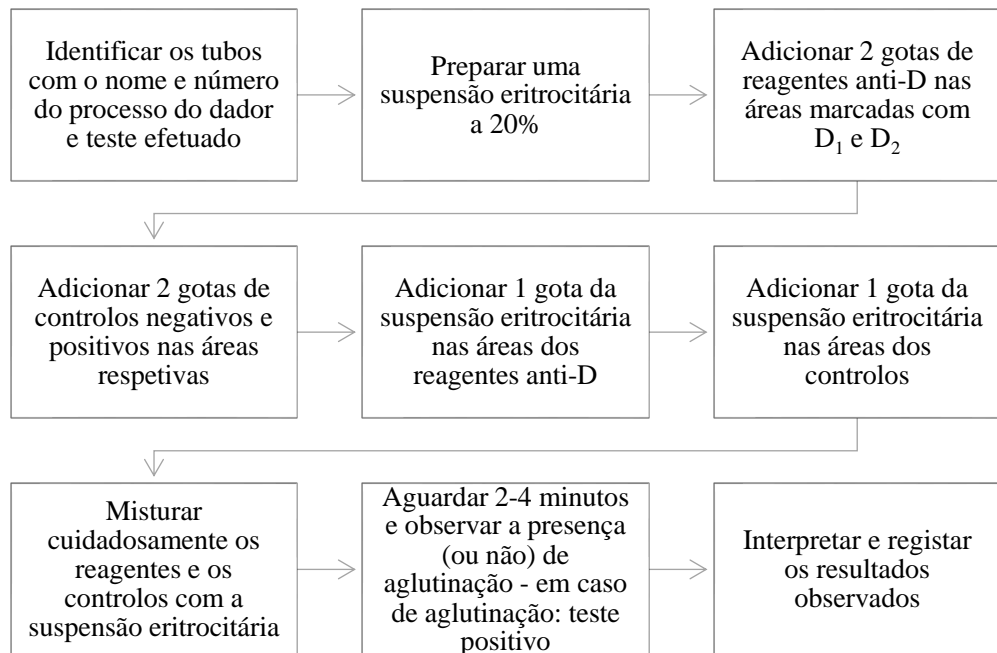 Identificar os tubos
com o nome e número
do processo do dador
e teste efetuado
Preparar uma
suspensão eritrocitária
a 20%
Adicionar 2 gotas de
reagentes anti-D nas
áreas marcadas com
D₁ e D₂
Adicionar 2 gotas de
controlos negativos e
positivos nas áreas
respetivas
Adicionar 1 gota da
suspensão eritrocitária
nas áreas dos
reagentes anti-D
Adicionar 1 gota da
suspensão eritrocitária
nas áreas dos
controlos
Misturar
cuidadosamente os
reagentes e os
controlos com a
suspensão eritrocitária
Aguardar 2-4 minutos
e observar a presença
(ou não) de
aglutinação - em caso
de aglutinação: teste
positivo
Interpretar e registar
os resultados
observados